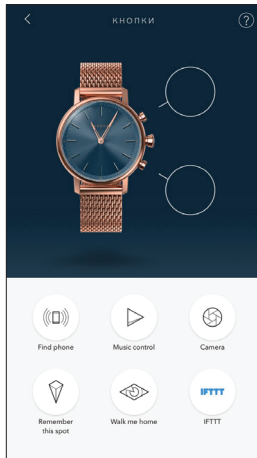 КНОПКИ
?
Find phone
Music control
Camera
IFTTT
Remember
this spot
Walk me home
IFTTT